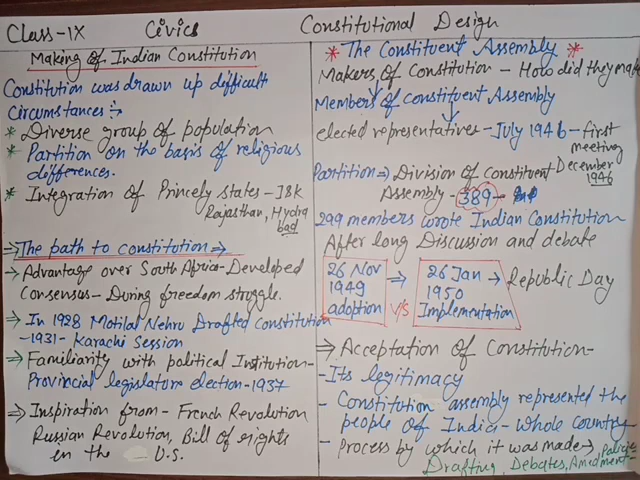 Class-IX Civics Constitutional Design
Making of Indian Constitution
Constitution was drawn up difficult
Circumstances :-
* Diverse group of population
* Partition on the basis of religious
differences.
* Integration of Princely states - J&K
Rajasthan, Hydra
bad
⇒ The path to constitution ⇒
→ Advantage over South Africa - Developed
Consensus - During freedom struggle.
⇒ In 1928 Motilal Nehru Drafted Constitution
- 1931 - Karachi Session
⇒ Familiarity with political Institution -
Provincial legislature election - 1937
⇒ Inspiration from - French Revolution
Russian Revolution, Bill of rights
in the U.S.
* The Constituent Assembly *
Makers of Constitution - How did they make
Members of constituent Assembly
elected representatives - July 1946 - first
meeting
December
1946
Partition → Division of Constituent
Assembly - 389 -
299 members wrote Indian Constitution
After long Discussion and debate
26 Nov
1949
adoption
⇒
V/S
26 Jan
1950
Implementation
→ Republic Day
⇒ Acceptation of Constitution -
- Its legitimacy
- Constitution assembly represented the
people of India - whole country
- Process by which it was made →
Drafting, Debates, Amedment -